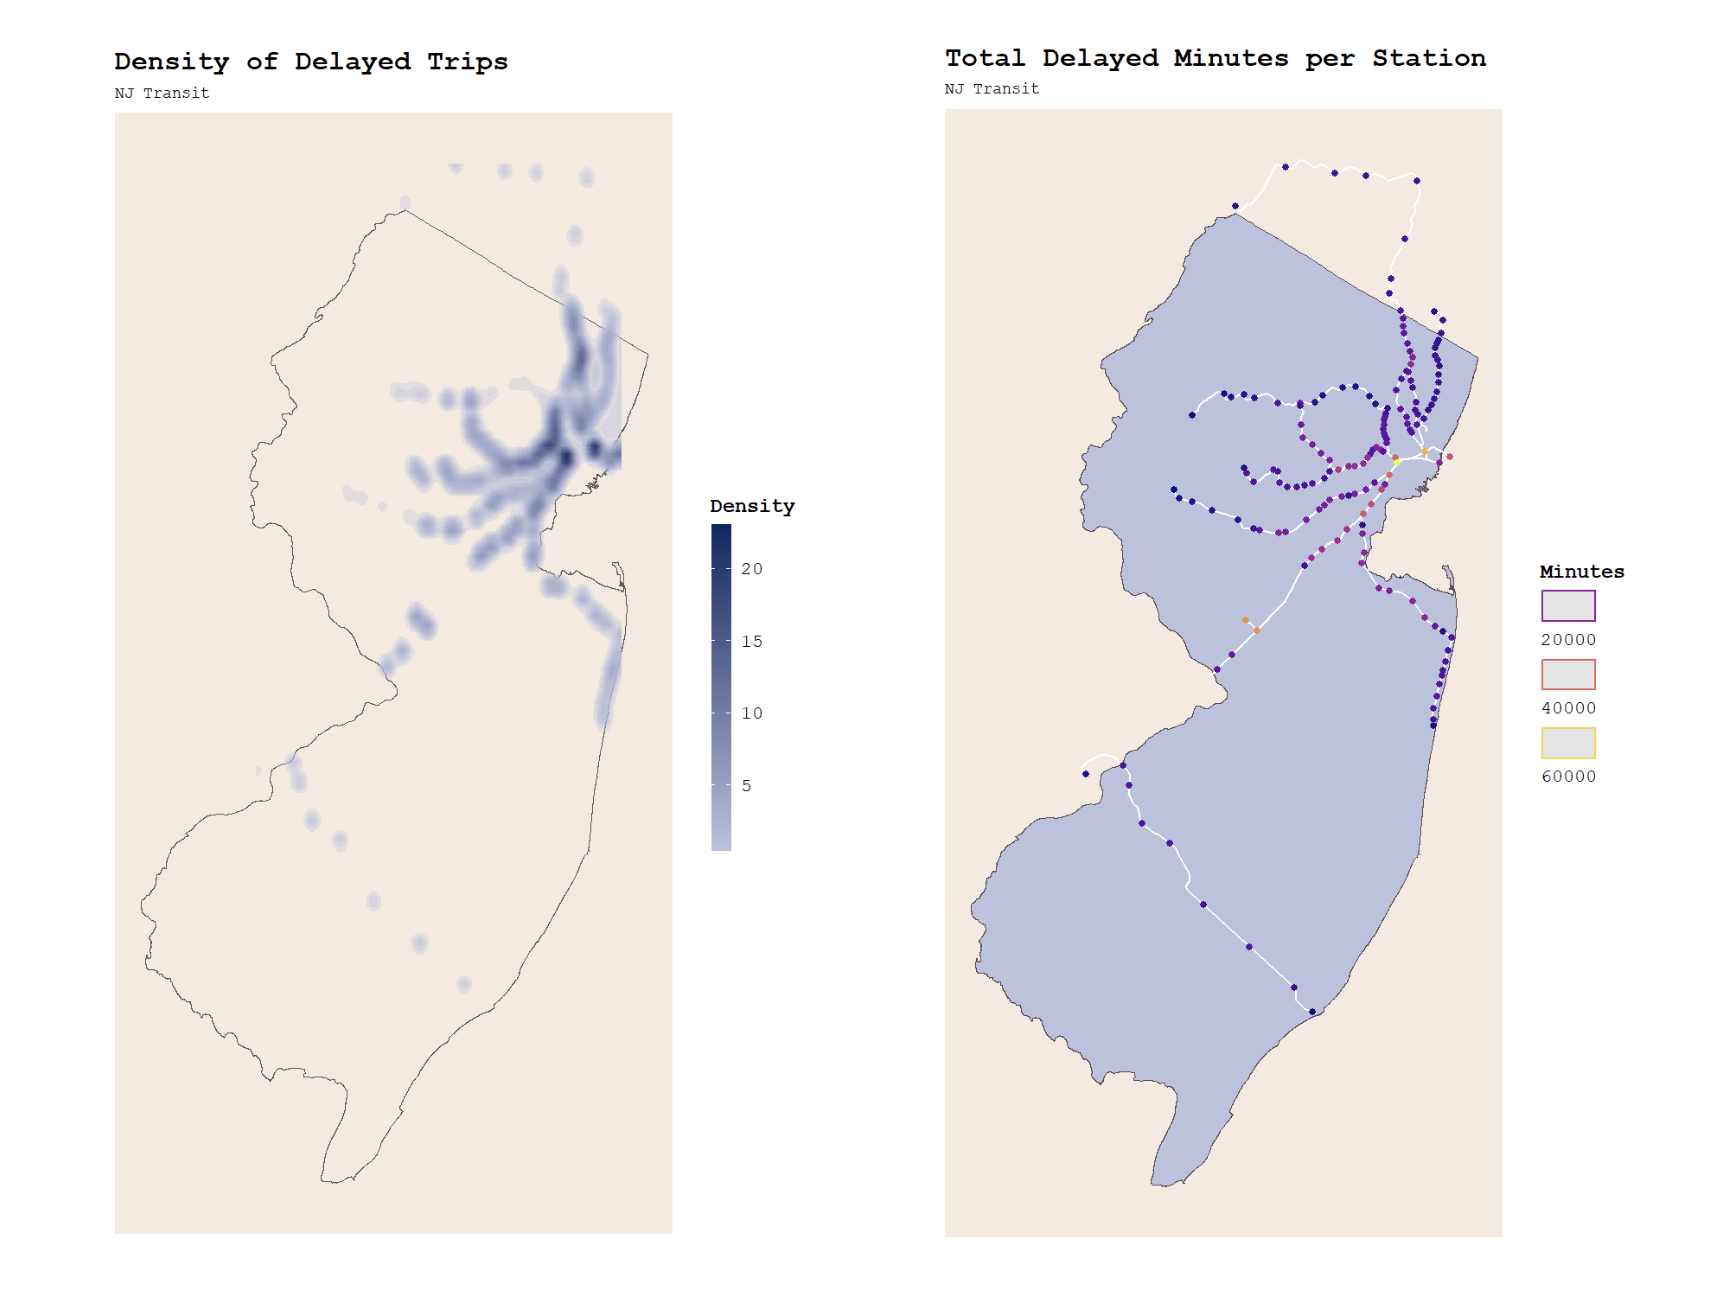 Density of Delayed Trips
NJ Transit
Density
20
15
10
5
Total Delayed Minutes per Station
NJ Transit
Minutes
20000
40000
60000